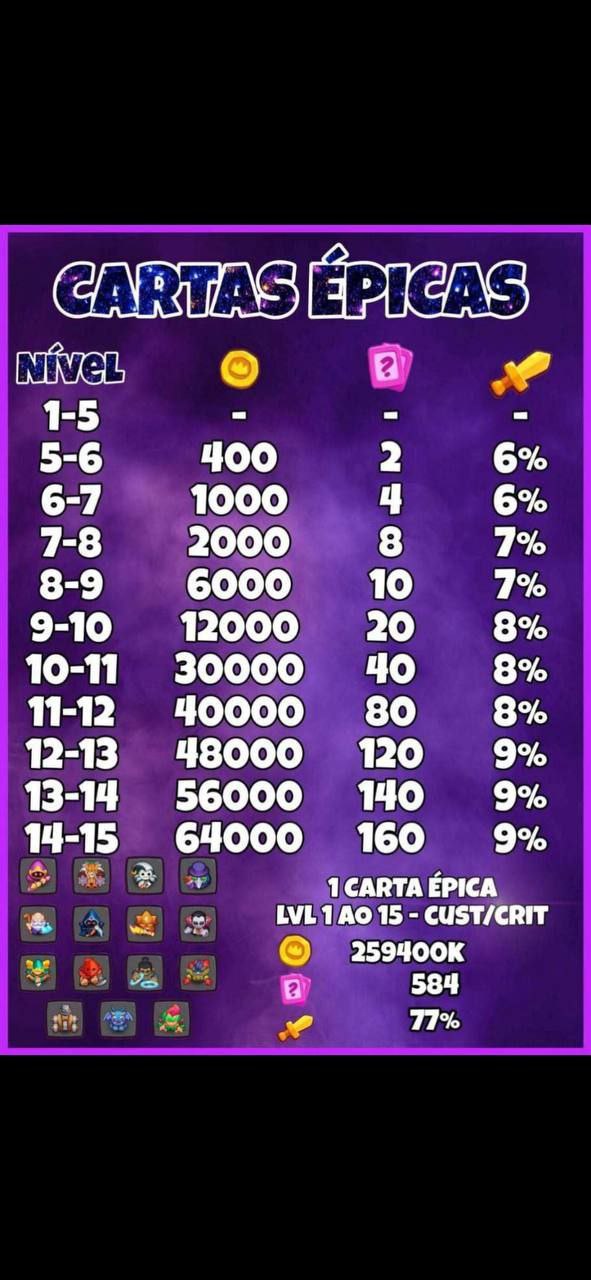 CARTAS ÉPICAS
NÍVEL
1-5 - - -
5-6 400 2 6%
6-7 1000 4 6%
7-8 2000 8 7%
8-9 6000 10 7%
9-10 12000 20 8%
10-11 30000 40 8%
11-12 40000 80 8%
12-13 48000 120 9%
13-14 56000 140 9%
14-15 64000 160 9%
1 CARTA ÉPICA
LVL 1 AO 15 - CUST/CRIT
259400K
584
77%